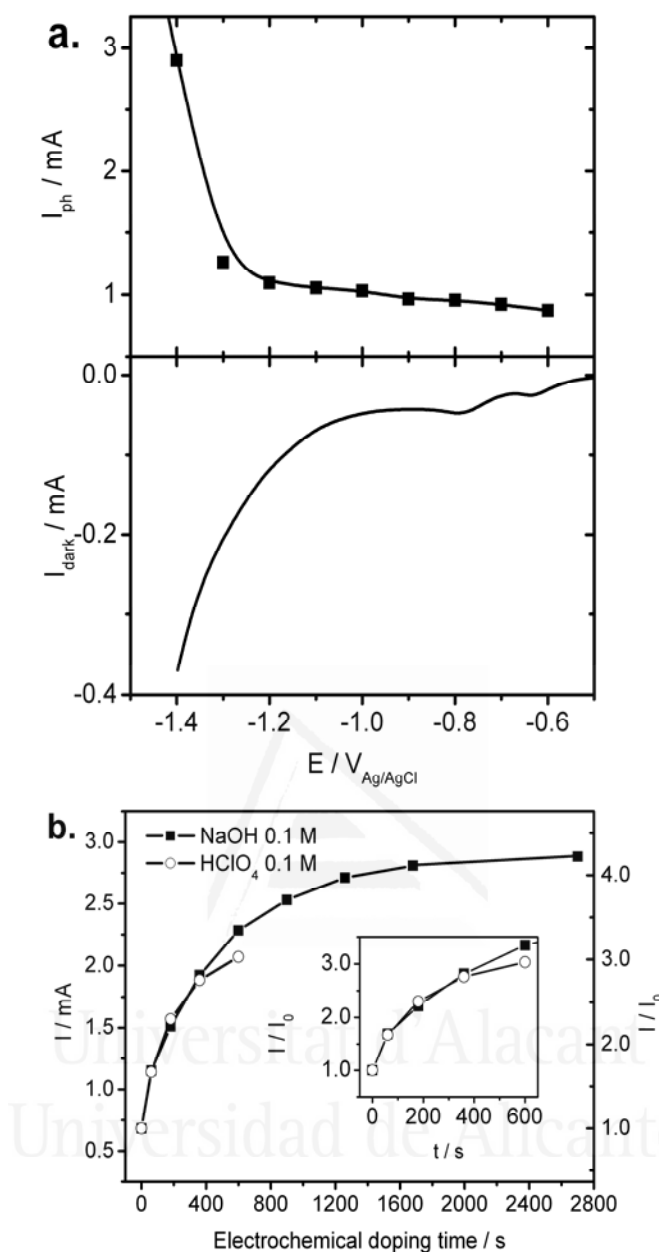 a.
3
2
1
I_ph / mA
0.0
-0.2
-0.4
I_dark / mA
-1.4 -1.2 -1.0 -0.8 -0.6
E / V_Ag/AgCl
b.
NaOH 0.1 M
HClO_4 0.1 M
3.0
2.5
2.0
1.5
1.0
0.5
I / mA
4.0
3.0
2.0
1.0
I / I_0
3.0
2.0
1.0
I / I_0
0 200 400 600
t / s
0 400 800 1200 1600 2000 2400 2800
Electrochemical doping time / s
Universitat d'Alacant
Universidad de Alicante